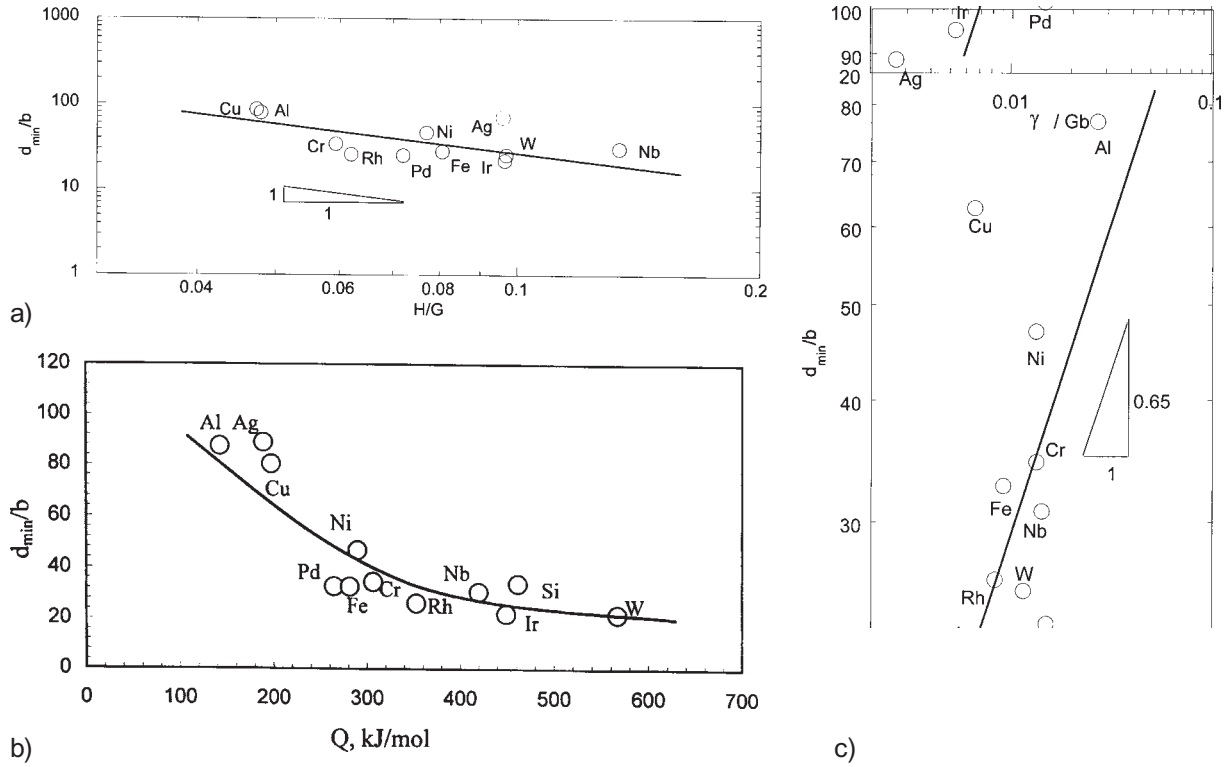 1000
100
10
1
d_min/b
Cu
Al
Cr
Rh
Ni
Pd
Fe
Ag
W
Ir
Nb
1
1
0.04
0.06
0.08
0.1
0.2
H/G
a)
120
100
80
60
40
20
0
d_min/b
Al
Ag
Cu
Ni
Pd
Fe
Cr
Rh
Nb
Si
Ir
W
0
100
200
300
400
500
600
700
Q, kJ/mol
b)
100
90
20
80
70
60
50
40
30
d_min/b
Ir
Pd
Ag
0.01
0.1
γ / Gb
Al
Cu
Ni
0.65
1
Cr
Fe
Nb
Rh
W
c)